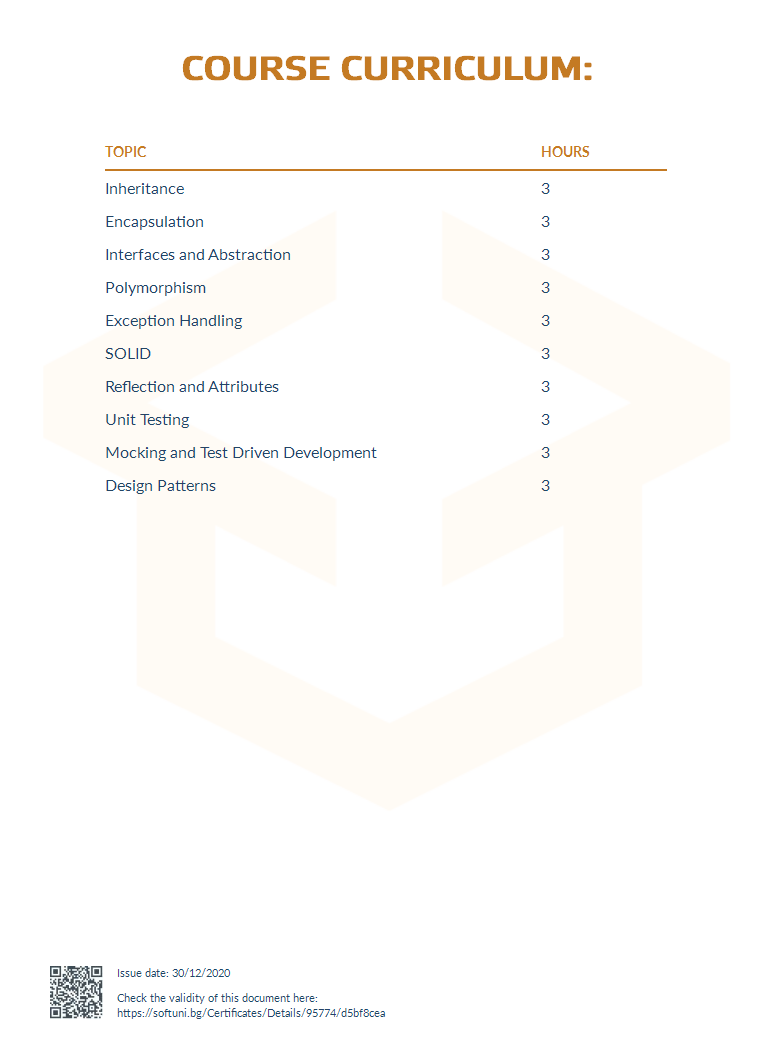 COURSE CURRICULUM:
TOPIC HOURS
Inheritance 3
Encapsulation 3
Interfaces and Abstraction 3
Polymorphism 3
Exception Handling 3
SOLID 3
Reflection and Attributes 3
Unit Testing 3
Mocking and Test Driven Development 3
Design Patterns 3
Issue date: 30/12/2020
Check the validity of this document here:
https://softuni.bg/Certificates/Details/95774/d5bf8cea